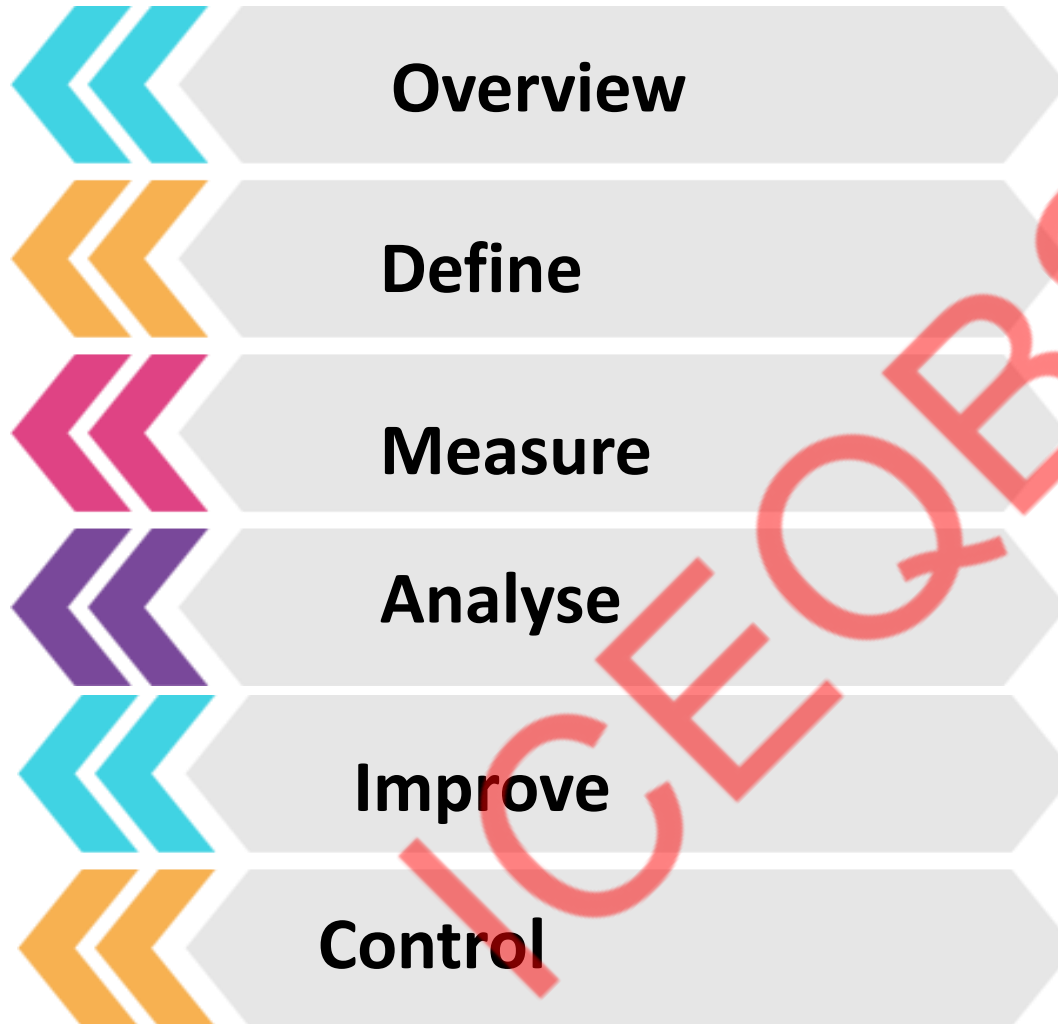 Overview
Define
Measure
Analyse
Improve
Control
ICEQB